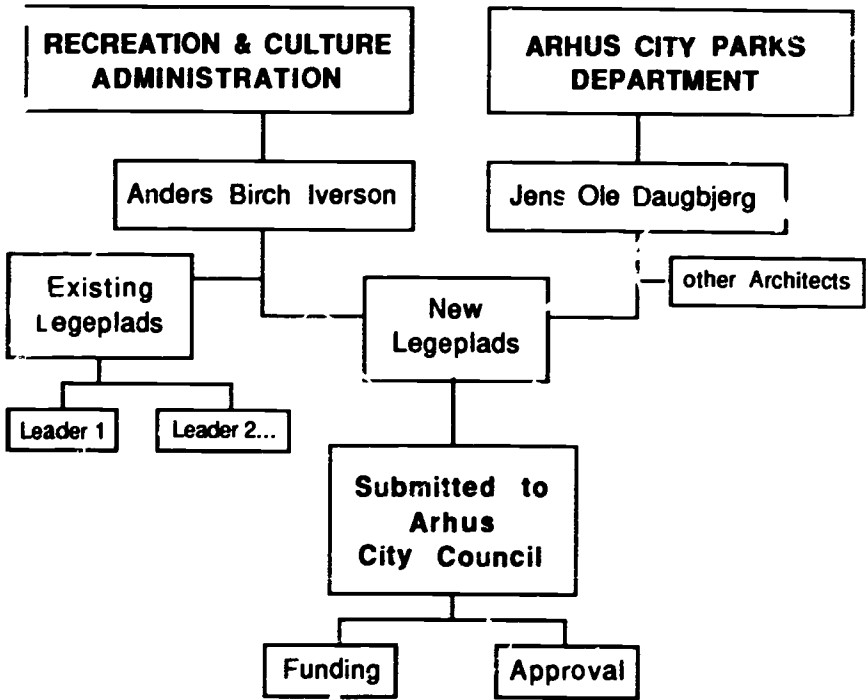 RECREATION & CULTURE
ADMINISTRATION
ARHUS CITY PARKS
DEPARTMENT
Anders Birch Iverson
Jens Ole Daugbjerg
Existing
Legeplads
New
Legeplads
other Architects
Leader 1
Leader 2...
Submitted to
Arhus
City Council
Funding
Approval